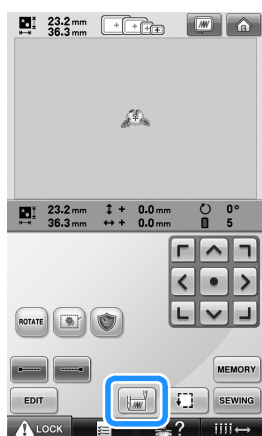 23.2 mm
36.3 mm
23.2 mm + 0.0 mm 0°
36.3 mm + 0.0 mm 5
ROTATE
MEMORY
EDIT
SEWING
LOCK ?